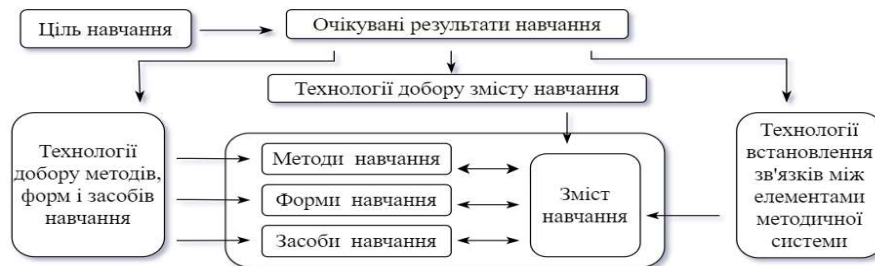 Ціль навчання
Очікувані результати навчання
Технології добору змісту навчання
Технології
добору методів,
форм і засобів
навчання
Методи навчання
Форми навчання
Засоби навчання
Зміст
навчання
Технології
встановлення
зв'язків між
елементами
методичної
системи